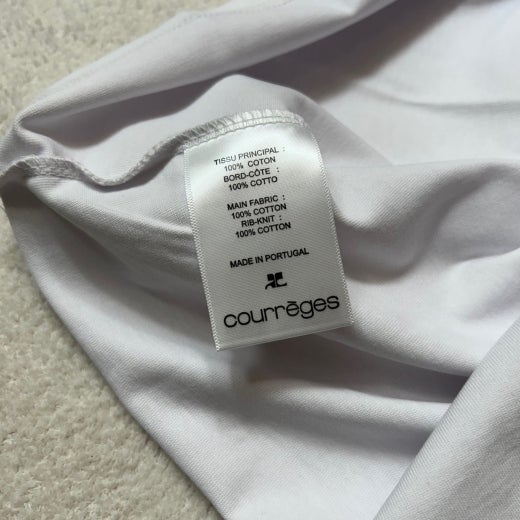 TISSU PRINCIPAL :
100% COTON
BORD-CÔTE :
100% COTTO
MAIN FABRIC :
100% COTTON
RIB-KNIT :
100% COTTON
MADE IN PORTUGAL
courrèges